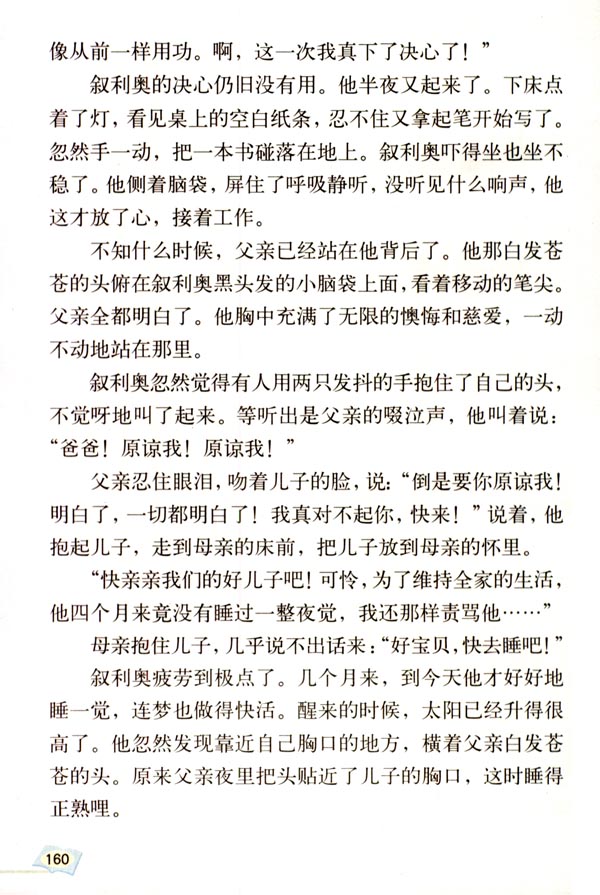 像从前一样用功。啊，这一次我真下了决心了！”
叙利奥的决心仍旧没有用。他半夜又起来了。下床点
着了灯，看见桌上的空白纸条，忍不住又拿起笔开始写了。
忽然手一动，把一本书碰落在地上。叙利奥吓得坐也坐不
稳了。他侧着脑袋，屏住了呼吸静听，没听见什么响声，他
这才放了心，接着工作。
不知什么时候，父亲已经站在他背后了。他那白发苍
苍的头俯在叙利奥黑头发的小脑袋上面，看着移动的笔尖。
父亲全都明白了。他胸中充满了无限的懊悔和慈爱，一动
不动地站在那里。
叙利奥忽然觉得有人用两只发抖的手抱住了自己的头，
不觉呀地叫了起来。等听出是父亲的啜泣声，他叫着说：
“爸爸！原谅我！原谅我！”
父亲忍住眼泪，吻着儿子的脸，说：“倒是要你原谅我！
明白了，一切都明白了！我真对不起你，快来！”说着，他
抱起儿子，走到母亲的床前，把儿子放到母亲的怀里。
“快亲亲我们的好儿子吧！可怜，为了维持全家的生活，
他四个月来竟没有睡过一整夜觉，我还那样责骂他……”
母亲抱住儿子，几乎说不出话来：“好宝贝，快去睡吧！”
叙利奥疲劳到极点了。几个月来，到今天他才好好地
睡一觉，连梦也做得快活。醒来的时候，太阳已经升得很
高了。他忽然发现靠近自己胸口的地方，横着父亲白发苍
苍的头。原来父亲夜里把头贴近了儿子的胸口，这时睡得
正熟哩。
160